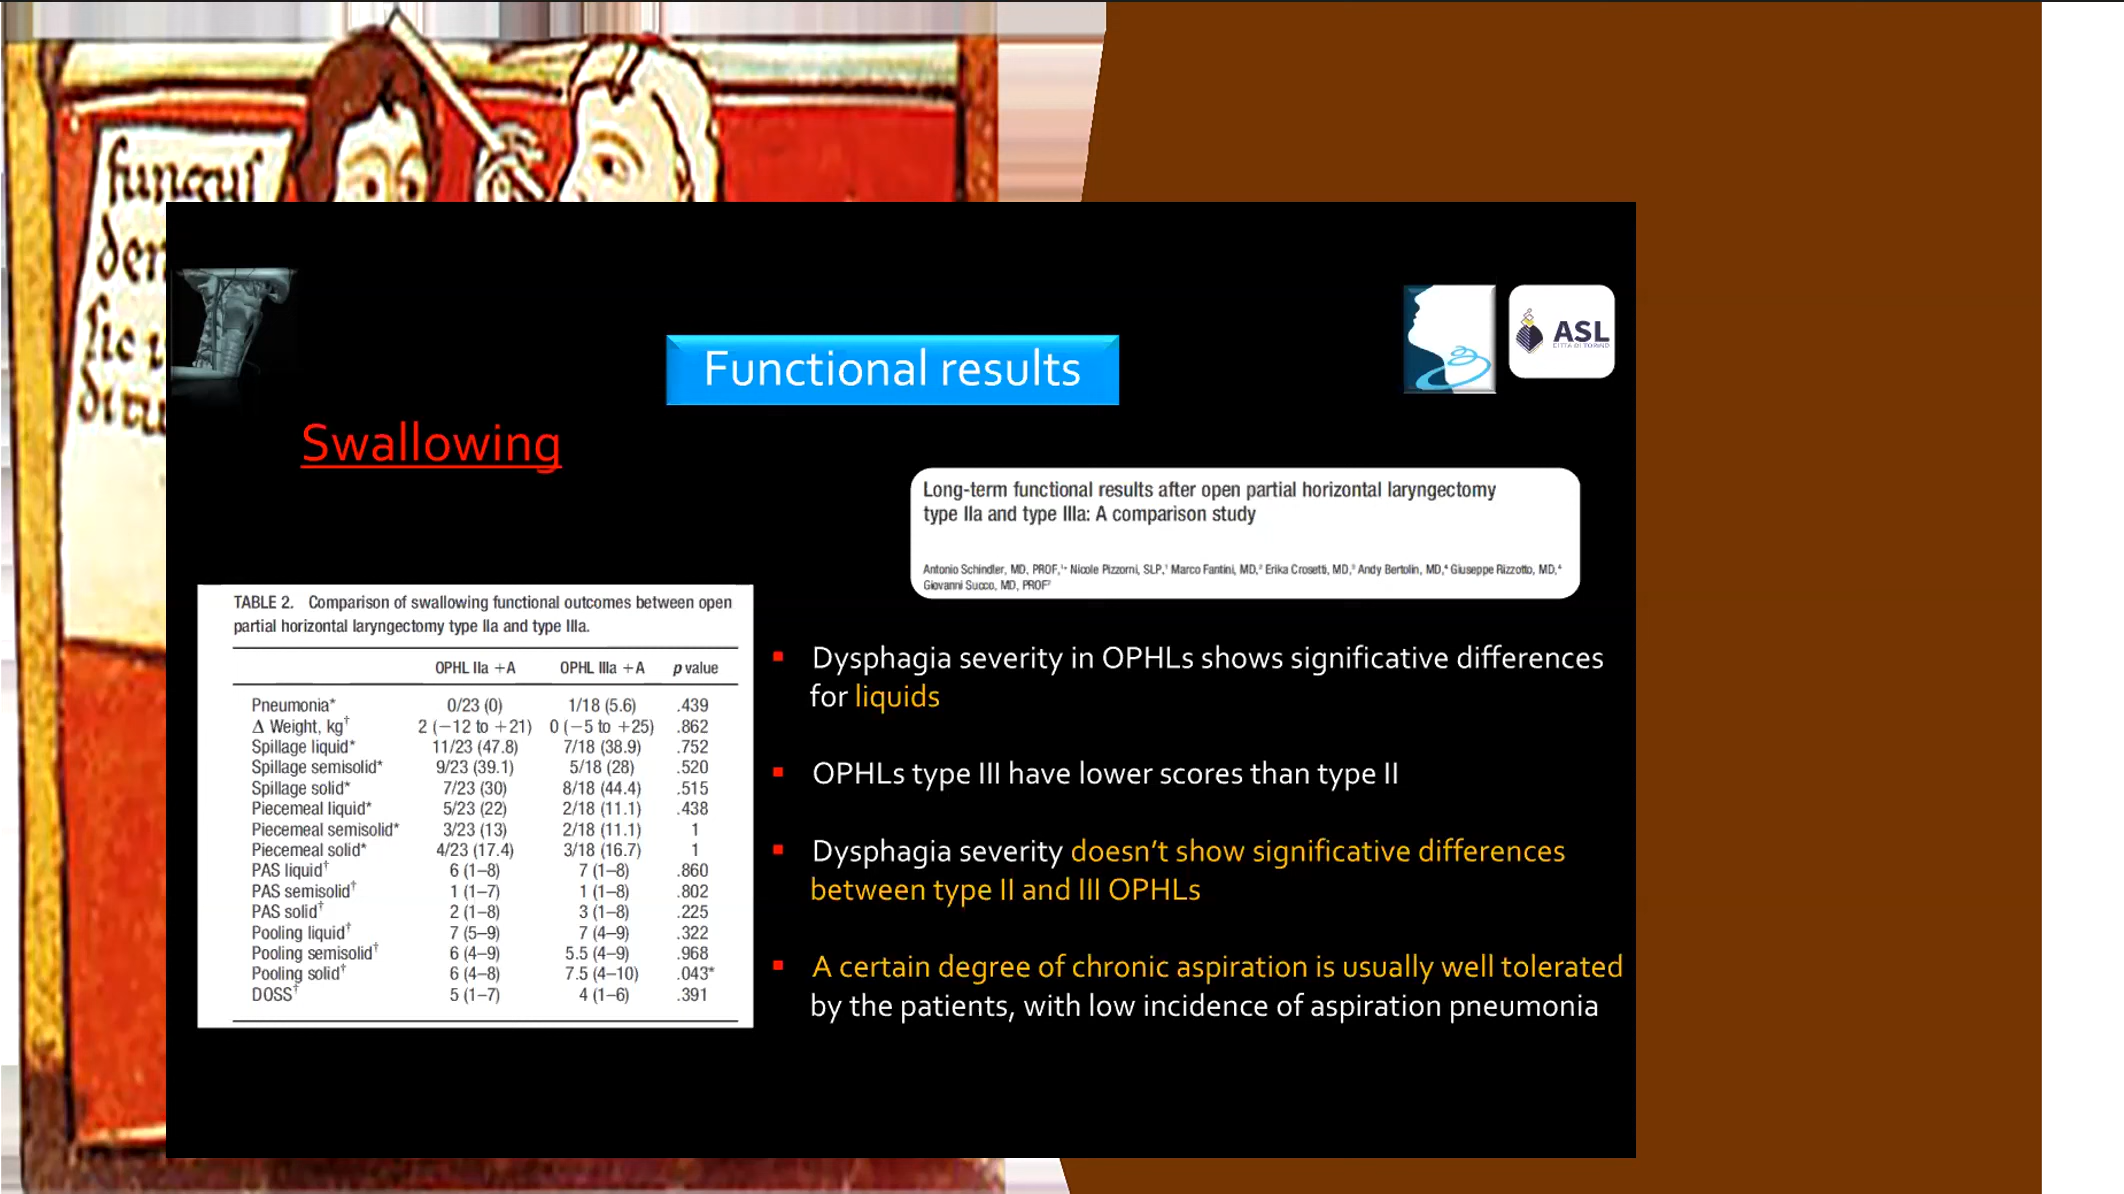 funguſ
den
ſic
Functional results
ASL
CITTÀ DI TORINO
Swallowing
Long-term functional results after open partial horizontal laryngectomy
type IIa and type IIIa: A comparison study
Antonio Schindler, MD, PROF,¹* Nicole Pizzorni, SLP,¹ Marco Fantini, MD,² Erika Crosetti, MD,³ Andy Bertolin, MD,⁴ Giuseppe Rizzotto, MD,⁴
Giovanni Succo, MD, PROF⁵
TABLE 2. Comparison of swallowing functional outcomes between open
partial horizontal laryngectomy type IIa and type IIIa.
OPHL IIa +A OPHL IIIa +A p value
Pneumonia* 0/23 (0) 1/18 (5.6) .439
Δ Weight, kg† 2 (−12 to +21) 0 (−5 to +25) .862
Spillage liquid* 11/23 (47.8) 7/18 (38.9) .752
Spillage semisolid* 9/23 (39.1) 5/18 (28) .520
Spillage solid* 7/23 (30) 8/18 (44.4) .515
Piecemeal liquid* 5/23 (22) 2/18 (11.1) .438
Piecemeal semisolid* 3/23 (13) 2/18 (11.1) 1
Piecemeal solid* 4/23 (17.4) 3/18 (16.7) 1
PAS liquid† 6 (1–8) 7 (1–8) .860
PAS semisolid† 1 (1–7) 1 (1–8) .802
PAS solid† 2 (1–8) 3 (1–8) .225
Pooling liquid† 7 (5–9) 7 (4–9) .322
Pooling semisolid† 6 (4–9) 5.5 (4–9) .968
Pooling solid† 6 (4–8) 7.5 (4–10) .043*
DOSS† 5 (1–7) 4 (1–6) .391
▪ Dysphagia severity in OPHLs shows significative differences
for liquids
▪ OPHLs type III have lower scores than type II
▪ Dysphagia severity doesn't show significative differences
between type II and III OPHLs
▪ A certain degree of chronic aspiration is usually well tolerated
by the patients, with low incidence of aspiration pneumonia